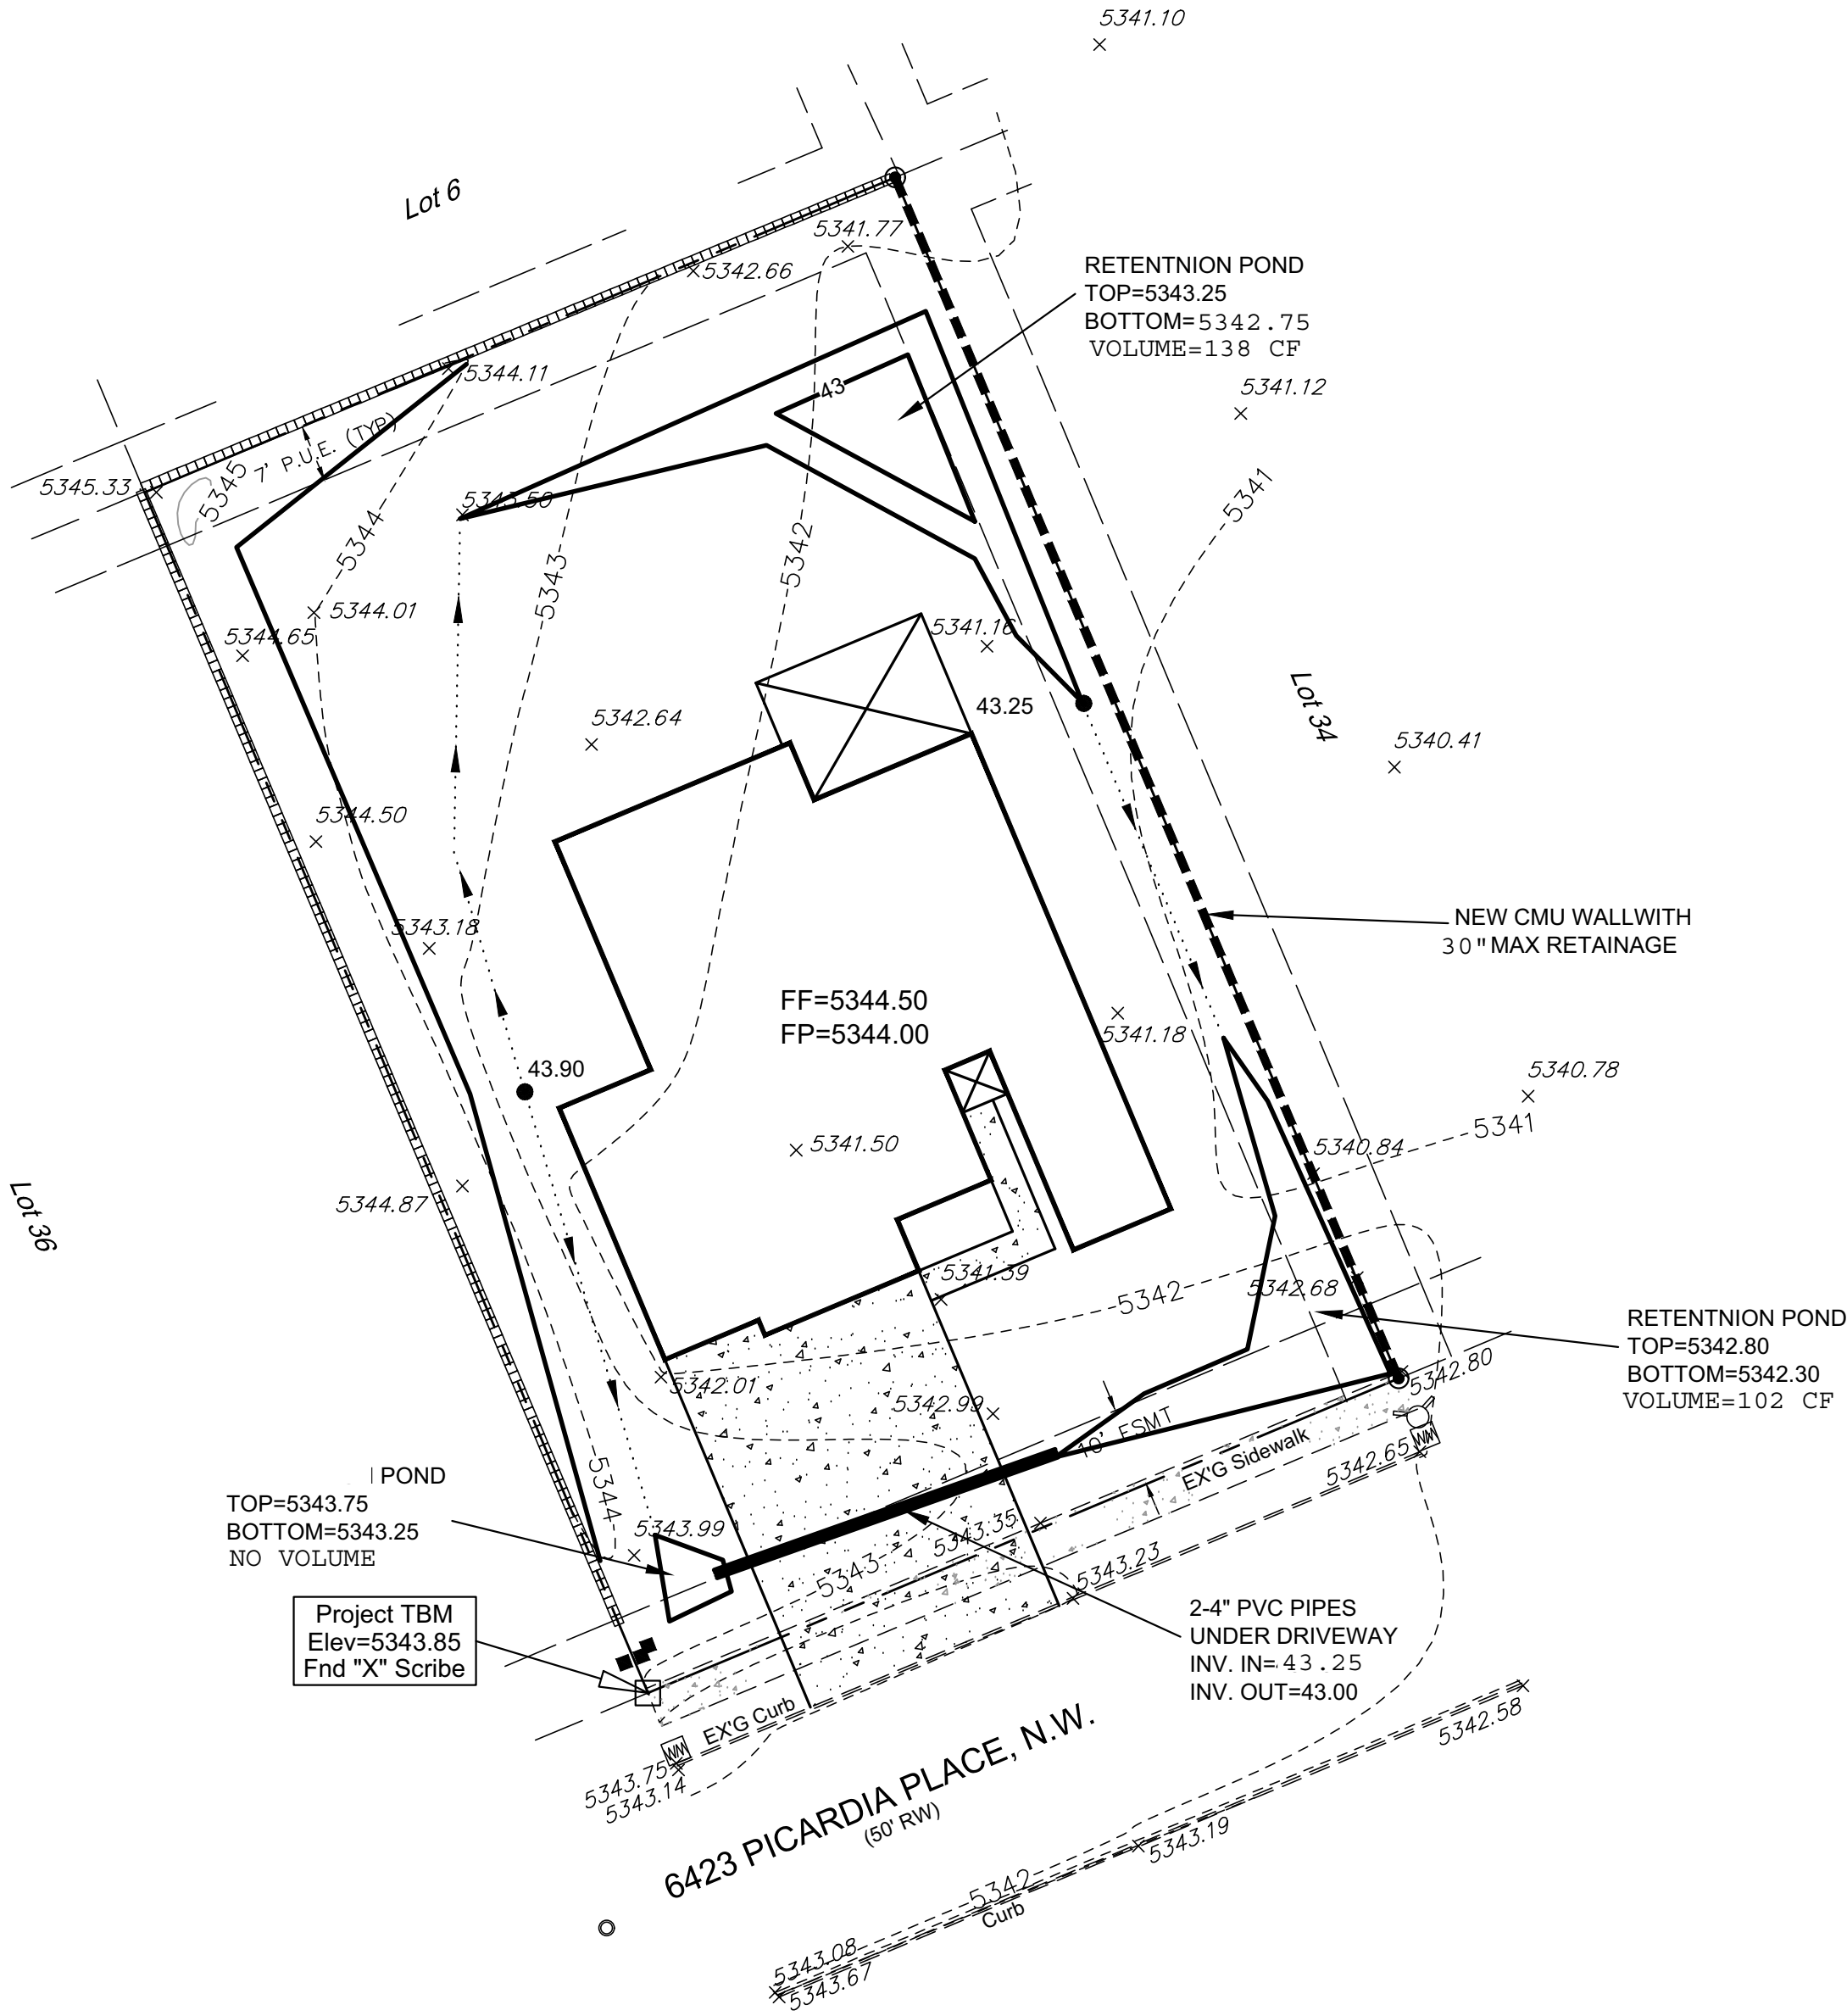 5341.10
Lot 6
5341.77
5342.66
RETENTNION POND
TOP=5343.25
BOTTOM=5342.75
VOLUME=138 CF
5344.11
43
5341.12
7' P.U.E. (TYP)
5345.33
5345
5343.50
5341
5344
5342
5343
5344.01
5344.65
5341.16
Lot 34
43.25
5342.64
5340.41
5344.50
5343.18
NEW CMU WALLWITH
30" MAX RETAINAGE
FF=5344.50
FP=5344.00
5341.18
43.90
5340.78
5341
5341.50
5340.84
5344.87
Lot 36
5341.39
5342
5342.68
RETENTNION POND
TOP=5342.80
BOTTOM=5342.30
VOLUME=102 CF
5342.80
5342.01
5342.99
10' ESMT
WM
EX'G Sidewalk
5342.65
POND
TOP=5343.75
BOTTOM=5343.25
NO VOLUME
5344
5343.99
5343.35
5343
5343.23
Project TBM
Elev=5343.85
Fnd "X" Scribe
2-4" PVC PIPES
UNDER DRIVEWAY
INV. IN=43.25
INV. OUT=43.00
EX'G Curb
WM
5343.75
5343.14
5342.58
6423 PICARDIA PLACE, N.W.
(50' RW)
5343.19
5342
Curb
5343.08
5343.67